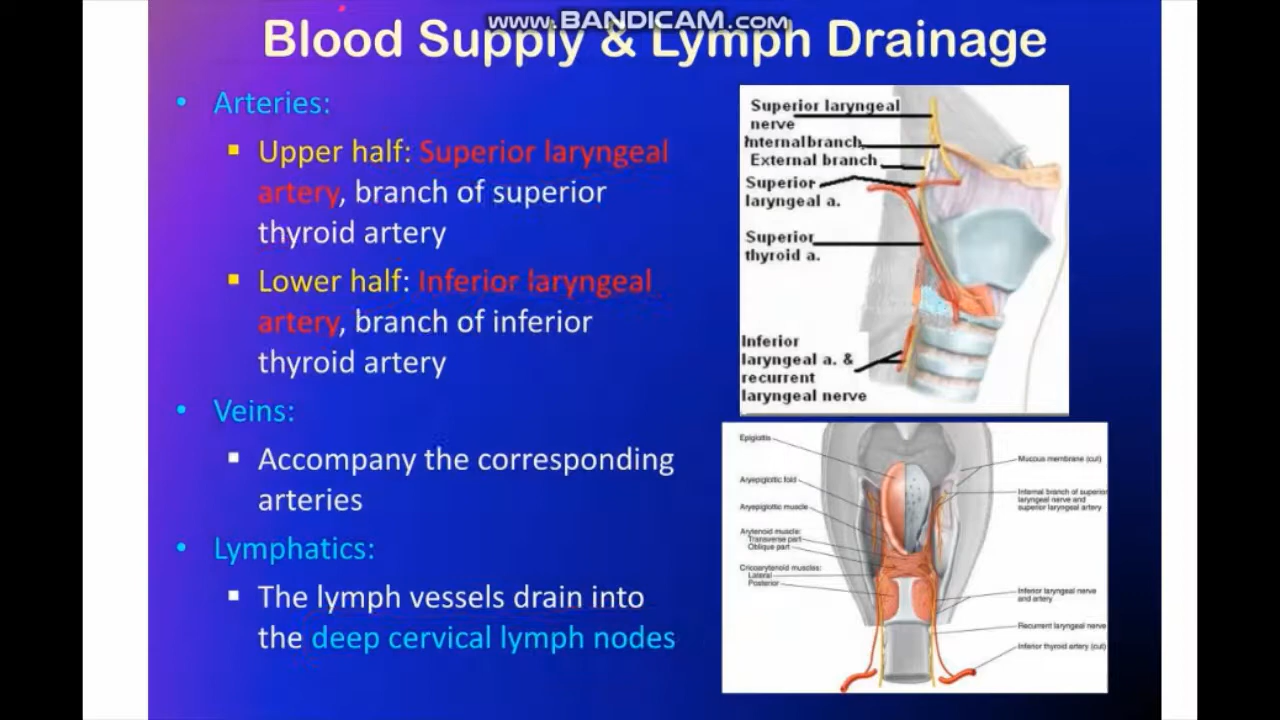 www.BANDICAM.com
Blood Supply & Lymph Drainage
• Arteries:
▪ Upper half: Superior laryngeal
artery, branch of superior
thyroid artery
▪ Lower half: Inferior laryngeal
artery, branch of inferior
thyroid artery
• Veins:
▪ Accompany the corresponding
arteries
• Lymphatics:
▪ The lymph vessels drain into
the deep cervical lymph nodes
Superior laryngeal
nerve
Internal branch
External branch
Superior
laryngeal a.
Superior
thyroid a.
Inferior
laryngeal a. &
recurrent
laryngeal nerve
Epiglottis
Aryepiglottic fold
Aryepiglottic muscle
Arytenoid muscle:
Transverse part
Oblique part
Cricoarytenoid muscles:
Lateral
Posterior
Mucous membrane (cut)
Internal branch of superior
laryngeal nerve and
superior laryngeal artery
Inferior laryngeal nerve
and artery
Recurrent laryngeal nerve
Inferior thyroid artery (cut)